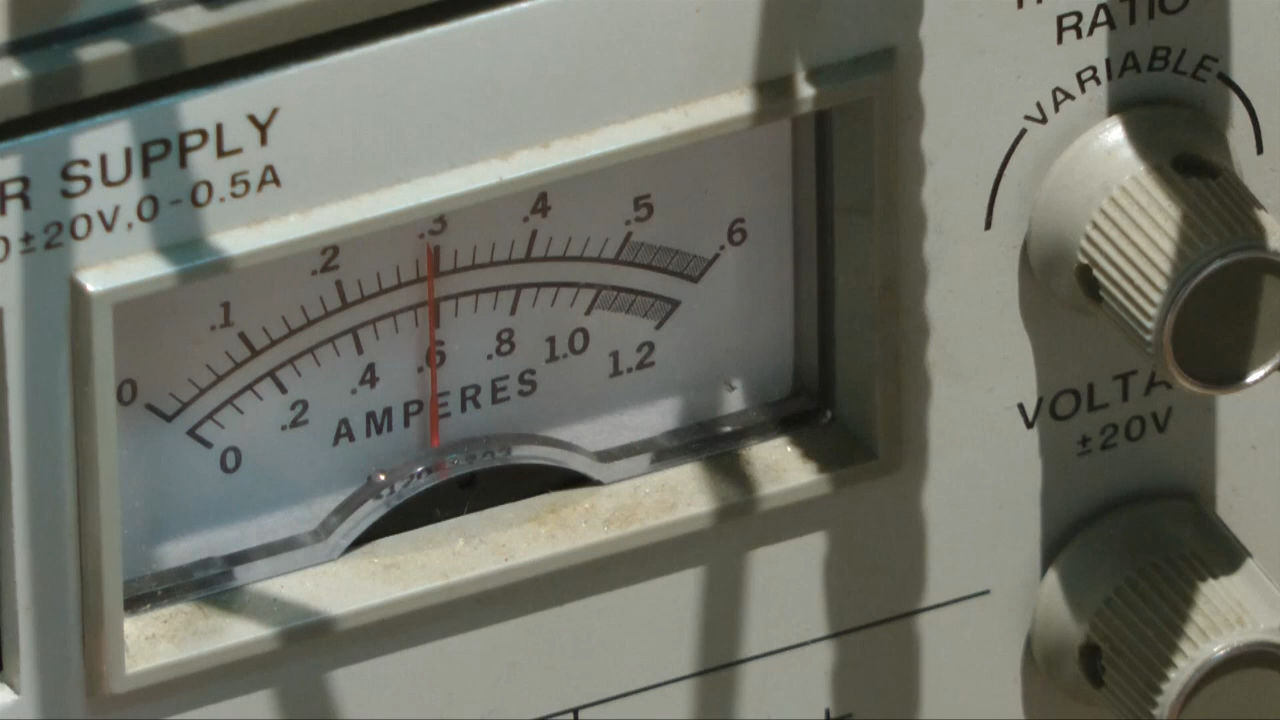 RATIO
VARIABLE
R SUPPLY
0±20V,0-0.5A
0 .1 .2 .3 .4 .5 .6
0 .2 .4 .6 .8 1.0 1.2
AMPERES
VOLTA
±20V